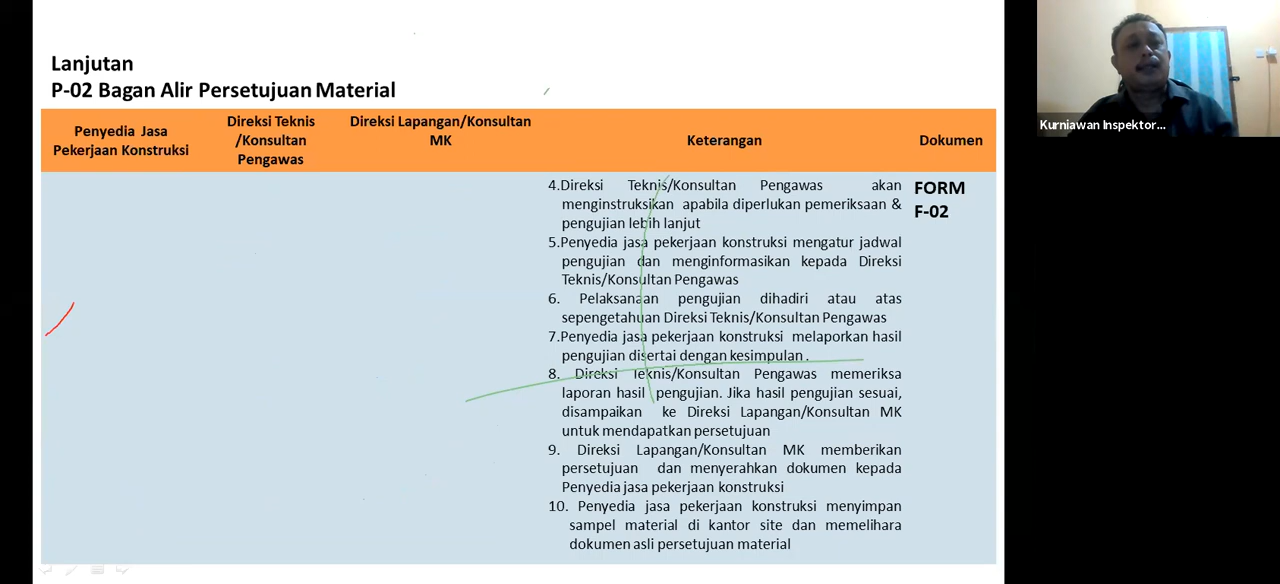 Lanjutan
P-02 Bagan Alir Persetujuan Material
Penyedia Jasa
Pekerjaan Konstruksi
Direksi Teknis
/Konsultan
Pengawas
Direksi Lapangan/Konsultan
MK
Keterangan
Dokumen
4.Direksi Teknis/Konsultan Pengawas akan
menginstruksikan apabila diperlukan pemeriksaan &
pengujian lebih lanjut
5.Penyedia jasa pekerjaan konstruksi mengatur jadwal
pengujian dan menginformasikan kepada Direksi
Teknis/Konsultan Pengawas
6. Pelaksanaan pengujian dihadiri atau atas
sepengetahuan Direksi Teknis/Konsultan Pengawas
7.Penyedia jasa pekerjaan konstruksi melaporkan hasil
pengujian disertai dengan kesimpulan .
8. Direksi Teknis/Konsultan Pengawas memeriksa
laporan hasil pengujian. Jika hasil pengujian sesuai,
disampaikan ke Direksi Lapangan/Konsultan MK
untuk mendapatkan persetujuan
9. Direksi Lapangan/Konsultan MK memberikan
persetujuan dan menyerahkan dokumen kepada
Penyedia jasa pekerjaan konstruksi
10. Penyedia jasa pekerjaan konstruksi menyimpan
sampel material di kantor site dan memelihara
dokumen asli persetujuan material
FORM
F-02
Kurniawan Inspektor...